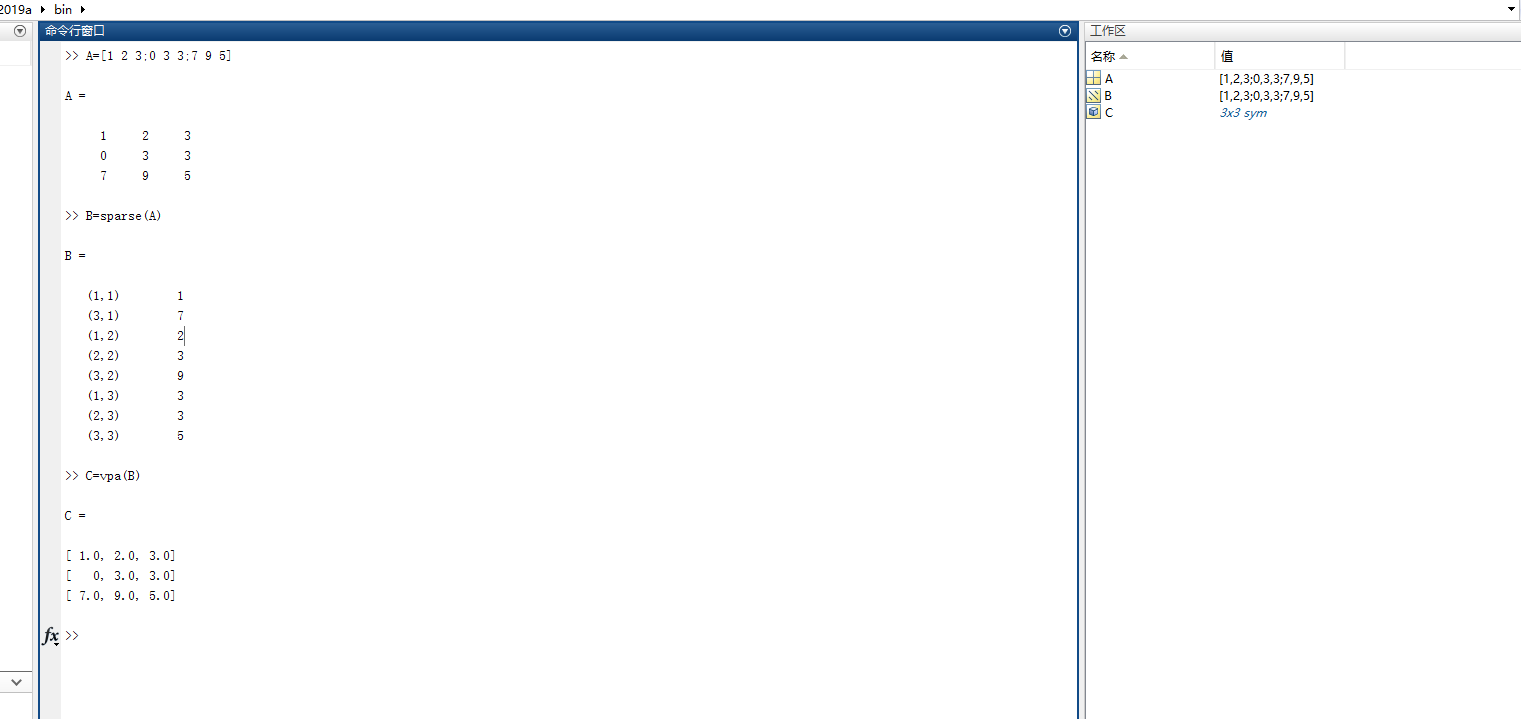 2019a bin
命令行窗口
>> A=[1 2 3;0 3 3;7 9 5]
A =
1 2 3
0 3 3
7 9 5
>> B=sparse(A)
B =
(1,1) 1
(3,1) 7
(1,2) 2
(2,2) 3
(3,2) 9
(1,3) 3
(2,3) 3
(3,3) 5
>> C=vpa(B)
C =
[ 1.0, 2.0, 3.0]
[ 0, 3.0, 3.0]
[ 7.0, 9.0, 5.0]
fx >>
工作区
名称 值
A [1,2,3;0,3,3;7,9,5]
B [1,2,3;0,3,3;7,9,5]
C 3x3 sym